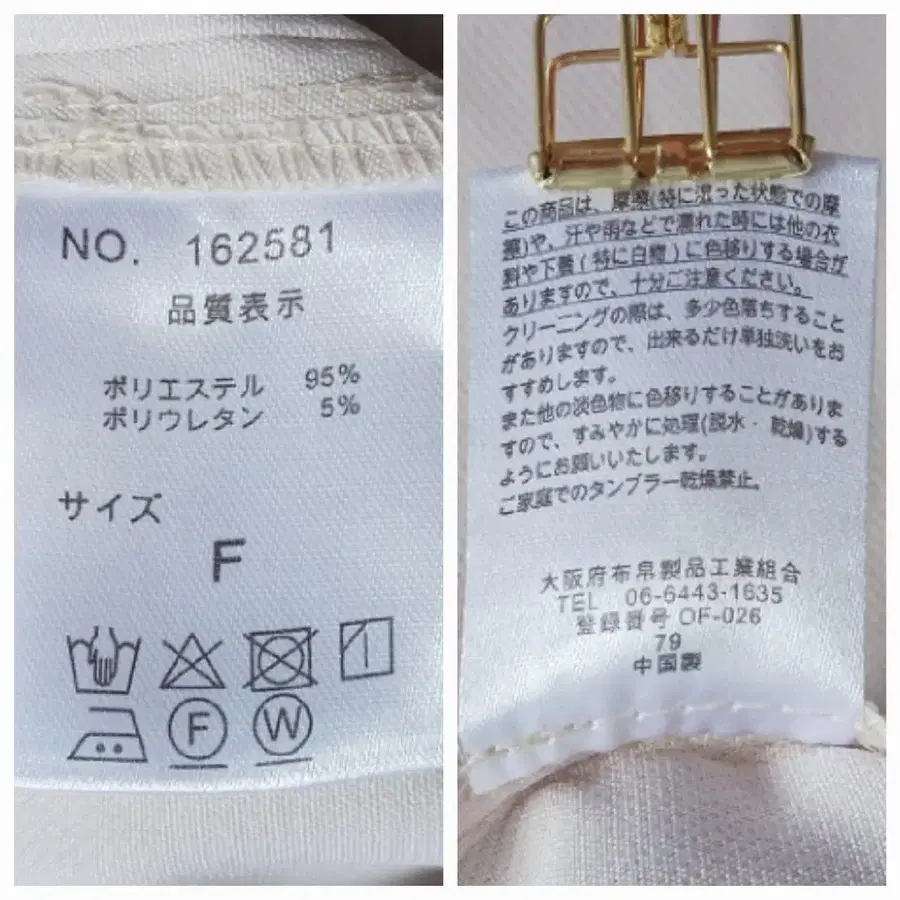 NO. 162581
品質表示
ポリエステル 95%
ポリウレタン 5%
サイズ
F
F W
この商品は、摩擦(特に湿った状態での摩
擦)や、汗や雨などで濡れた時には他の衣
料や下着(特に白物)に色移りする場合が
ありますので、十分ご注意ください。
クリーニングの際は、多少色落ちすること
がありますので、出来るだけ単独洗いをお
すすめします。
また他の淡色物に色移りすることがありま
すので、すみやかに処理(脱水・乾燥)する
ようにお願いいたします。
ご家庭でのタンブラー乾燥禁止。
大阪府布帛製品工業組合
TEL 06-6443-1635
登録番号 OF-026
79
中国製